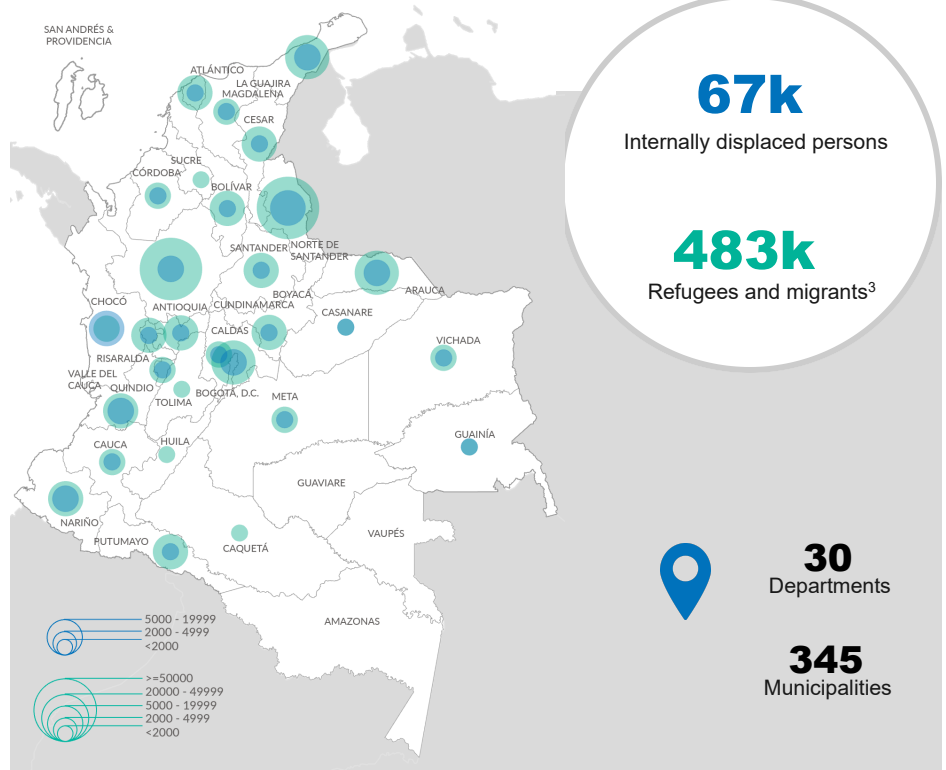 SAN ANDRÉS &
PROVIDENCIA
ATLÁNTICO
LA GUAJIRA
MAGDALENA
CESAR
SUCRE
CÓRDOBA
BOLÍVAR
SANTANDER
NORTE DE
SANTANDER
ARAUCA
BOYACÁ
CHOCÓ
ANTIOQUIA
CUNDINAMARCA
CASANARE
CALDAS
VICHADA
RISARALDA
VALLE DEL
CAUCA
QUINDIO
BOGOTÁ, D.C.
TOLIMA
META
CAUCA
HUILA
GUAINÍA
GUAVIARE
NARIÑO
PUTUMAYO
CAQUETÁ
VAUPÉS
AMAZONAS
5000 - 19999
2000 - 4999
<2000
>=50000
20000 - 49999
5000 - 19999
2000 - 4999
<2000
67k
Internally displaced persons
483k
Refugees and migrants3
30
Departments
345
Municipalities